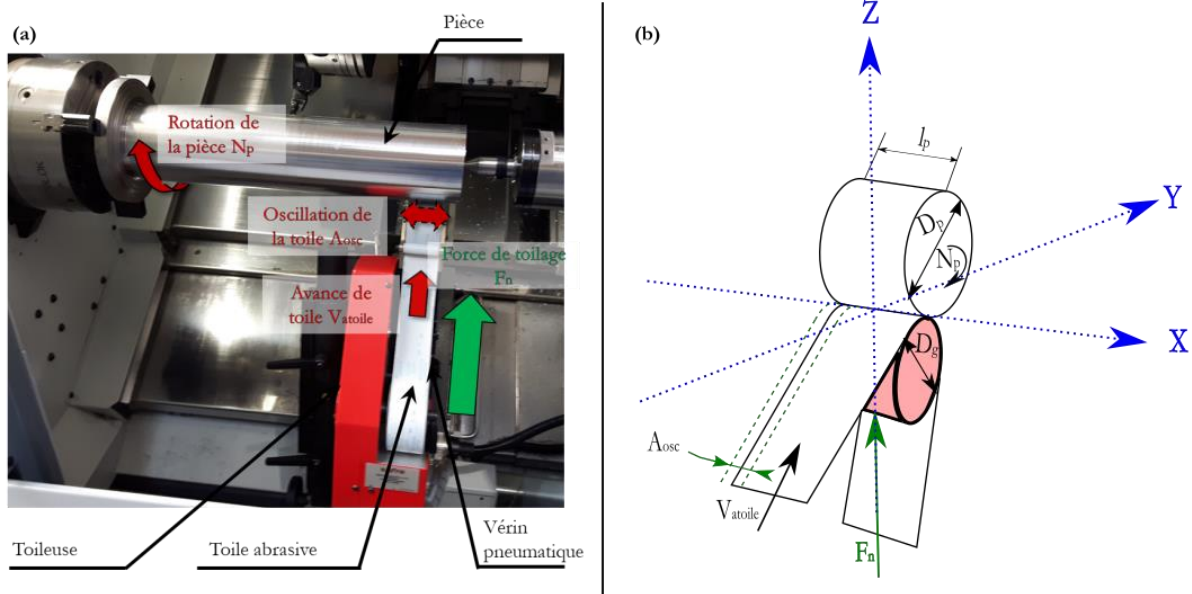 (a)
Pièce
Rotation de
la pièce Np
Oscillation de
la toile Aosc
Force de toilage
Fn
Avance de
toile Vatoile
Toileuse
Toile abrasive
Vérin
pneumatique
(b)
Z
lp
Y
Dp
Np
X
Dg
Aosc
Vatoile
Fn